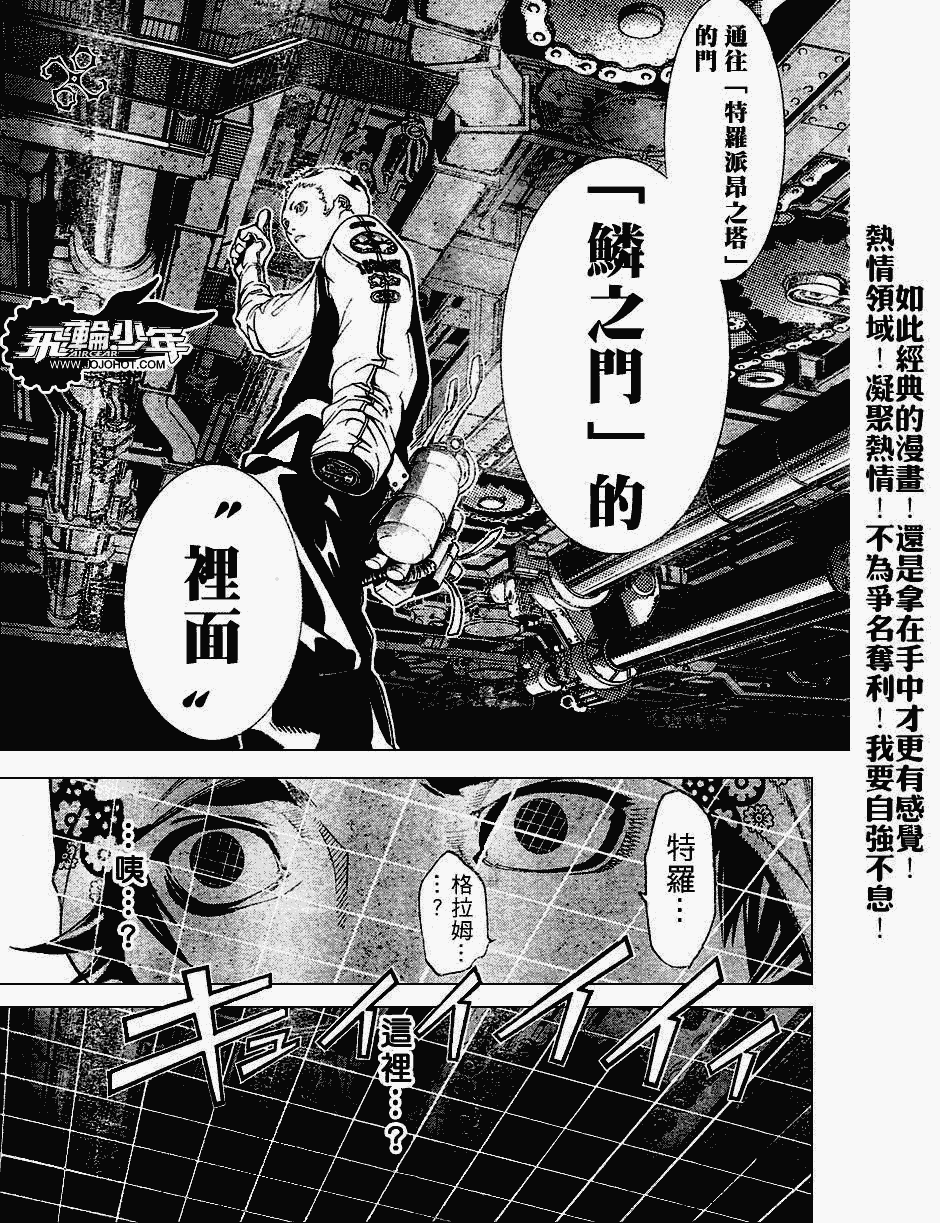 如此經典的漫畫！還是拿在手中才更有感覺！
熱情領域！凝聚熱情！不為爭名奪利！我要自強不息！
通往「特羅派昂之塔」
的門
「鱗之門」的
〝裡面〞
飛輪少年
AIRGEAR
WWW.JOJOHOT.COM
特羅…
格拉姆…
…？
…咦…？
キュイイイイィ
這裡…？